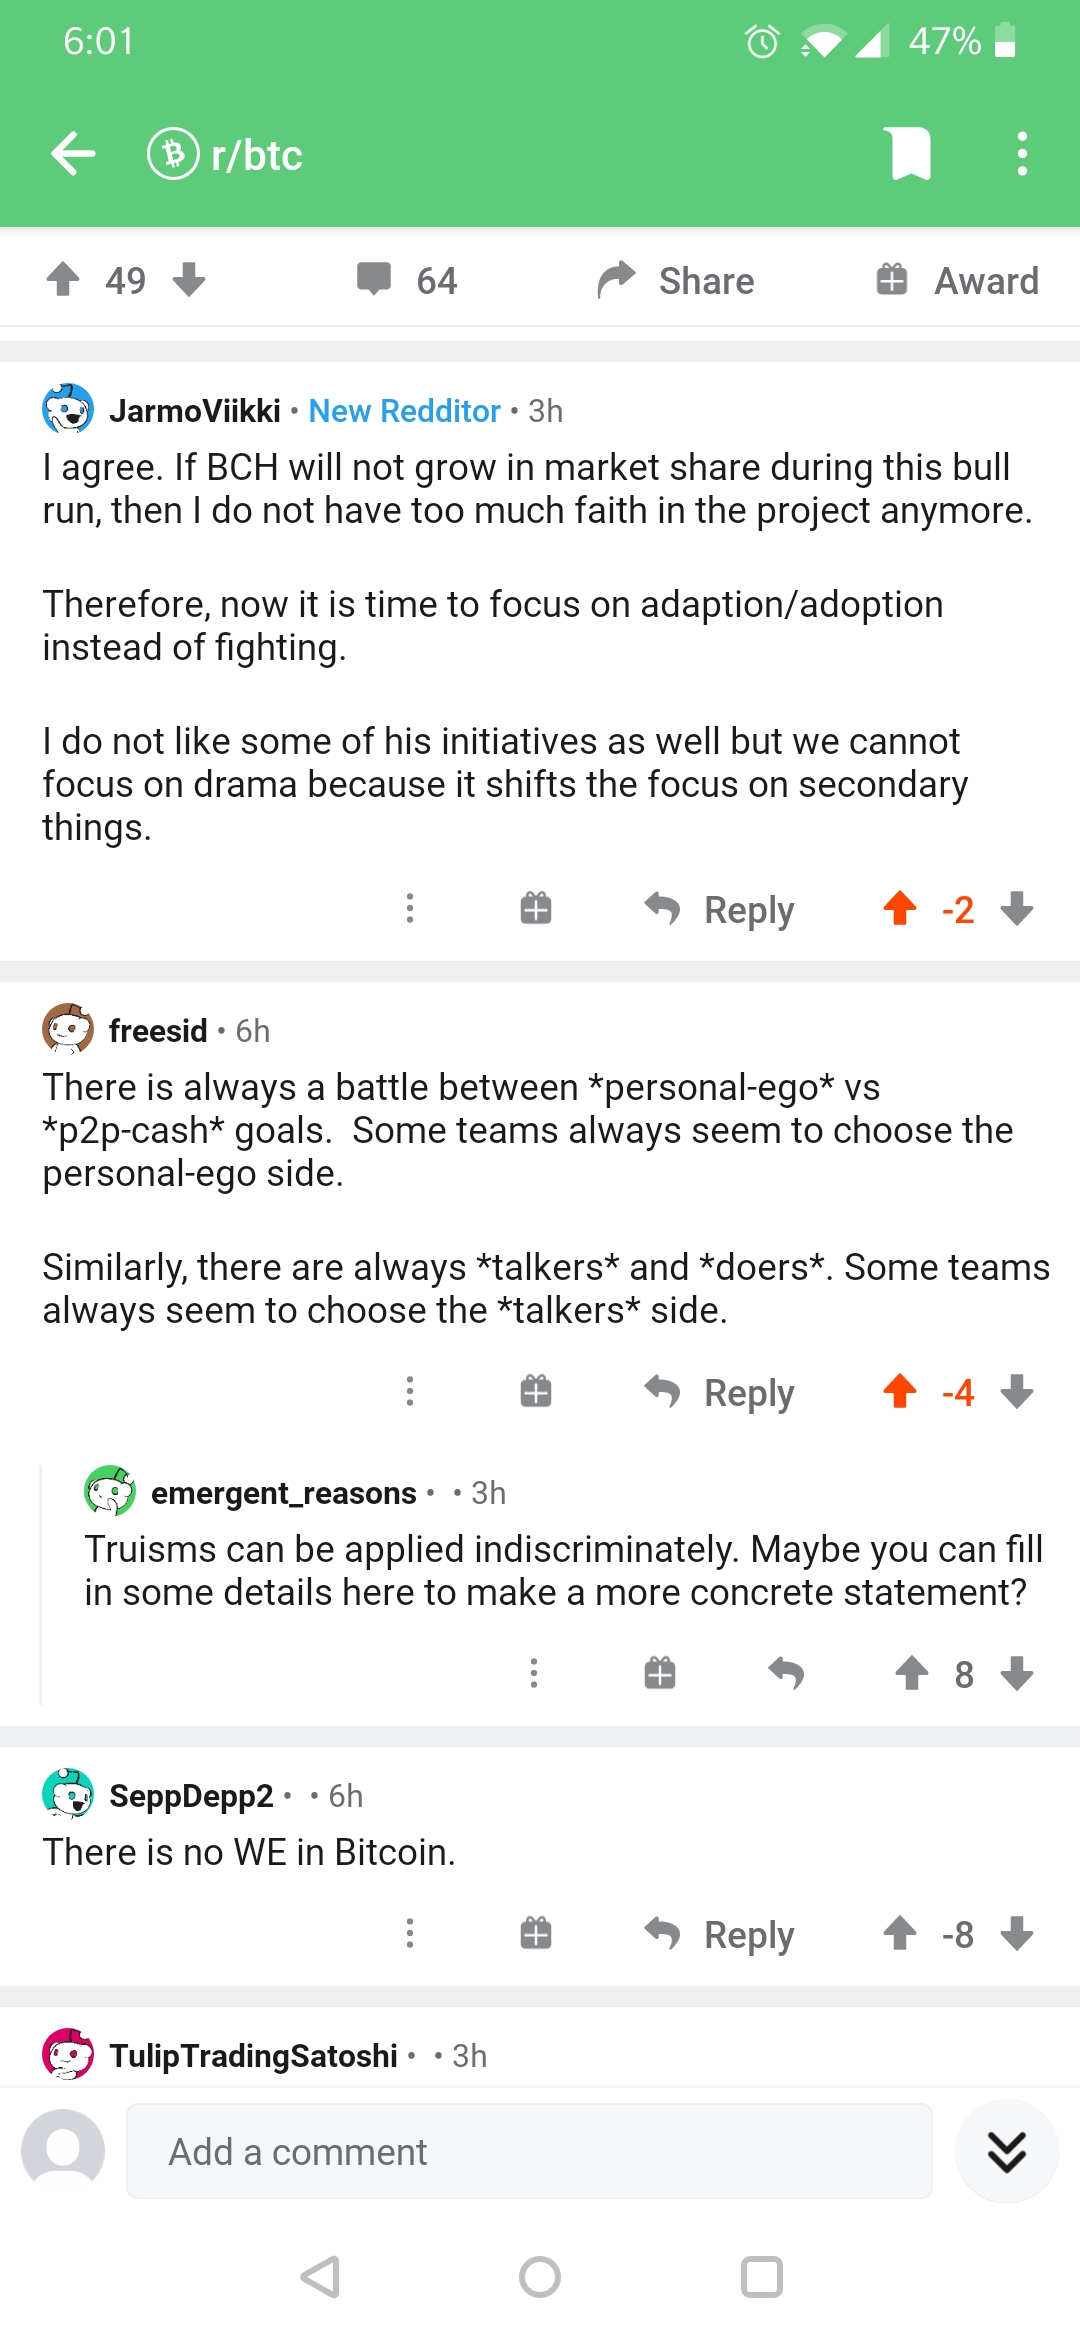 6:01
47%
r/btc
49
64
Share
Award
JarmoViikki • New Redditor • 3h
I agree. If BCH will not grow in market share during this bull
run, then I do not have too much faith in the project anymore.
Therefore, now it is time to focus on adaption/adoption
instead of fighting.
I do not like some of his initiatives as well but we cannot
focus on drama because it shifts the focus on secondary
things.
Reply
-2
freesid • 6h
There is always a battle between *personal-ego* vs
*p2p-cash* goals.  Some teams always seem to choose the
personal-ego side.
Similarly, there are always *talkers* and *doers*. Some teams
always seem to choose the *talkers* side.
Reply
-4
emergent_reasons • • 3h
Truisms can be applied indiscriminately. Maybe you can fill
in some details here to make a more concrete statement?
8
SeppDepp2 • • 6h
There is no WE in Bitcoin.
Reply
-8
TulipTradingSatoshi • • 3h
Add a comment